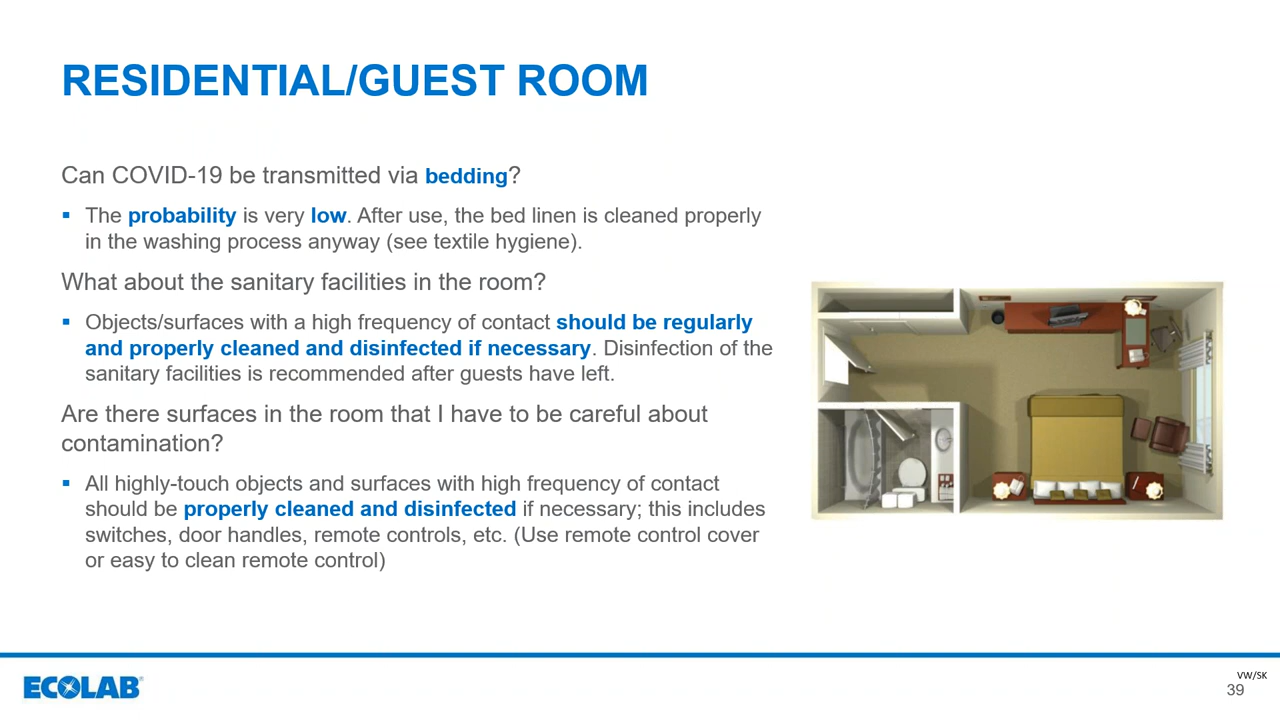 RESIDENTIAL/GUEST ROOM
Can COVID-19 be transmitted via bedding?
▪ The probability is very low. After use, the bed linen is cleaned properly
in the washing process anyway (see textile hygiene).
What about the sanitary facilities in the room?
▪ Objects/surfaces with a high frequency of contact should be regularly
and properly cleaned and disinfected if necessary. Disinfection of the
sanitary facilities is recommended after guests have left.
Are there surfaces in the room that I have to be careful about
contamination?
▪ All highly-touch objects and surfaces with high frequency of contact
should be properly cleaned and disinfected if necessary; this includes
switches, door handles, remote controls, etc. (Use remote control cover
or easy to clean remote control)
ECOLAB®
VW/SK
39